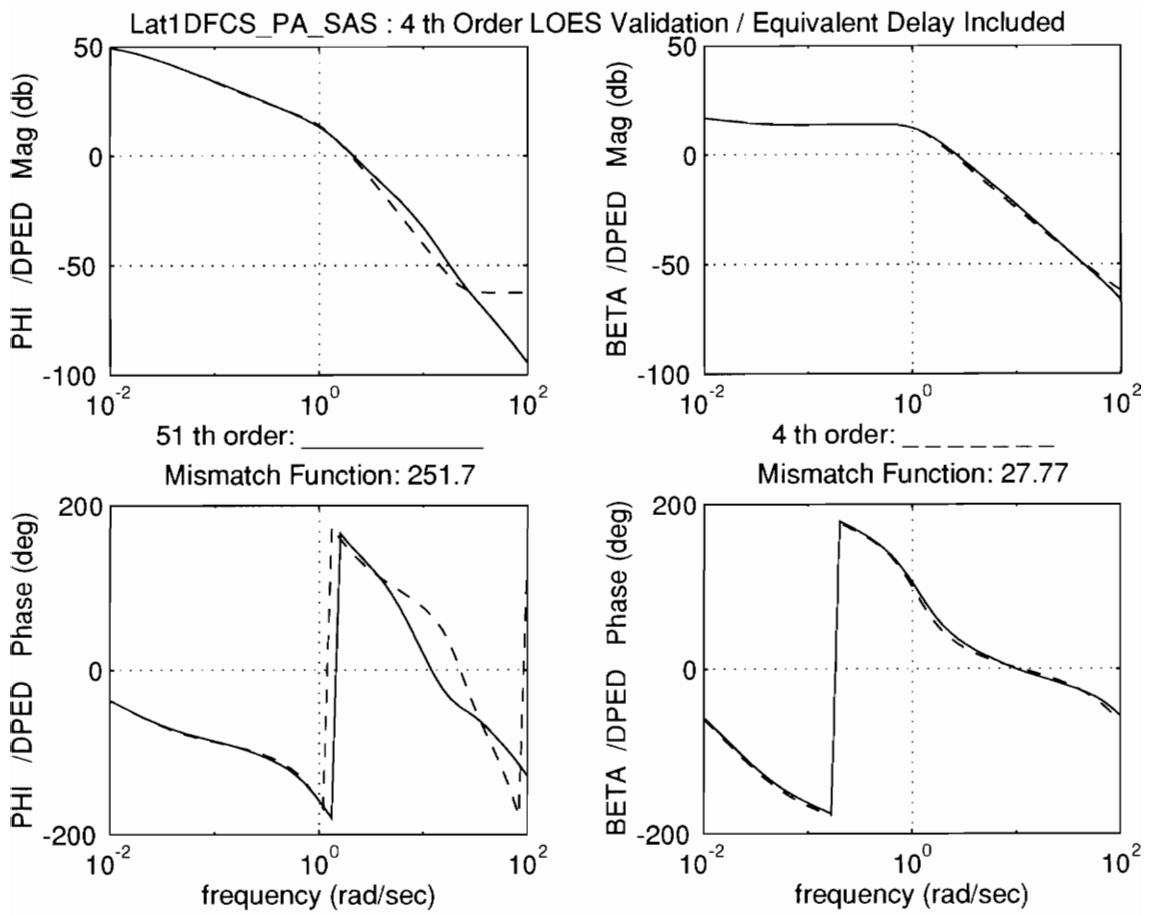 Lat1DFCS_PA_SAS : 4 th Order LOES Validation / Equivalent Delay Included
PHI /DPED Mag (db)
50
0
-50
-100
10^-2
10^0
10^2
BETA /DPED Mag (db)
50
0
-50
-100
10^-2
10^0
10^2
51 th order:
4 th order:
Mismatch Function: 251.7
Mismatch Function: 27.77
PHI /DPED Phase (deg)
200
0
-200
10^-2
10^0
10^2
frequency (rad/sec)
BETA /DPED Phase (deg)
200
0
-200
10^-2
10^0
10^2
frequency (rad/sec)